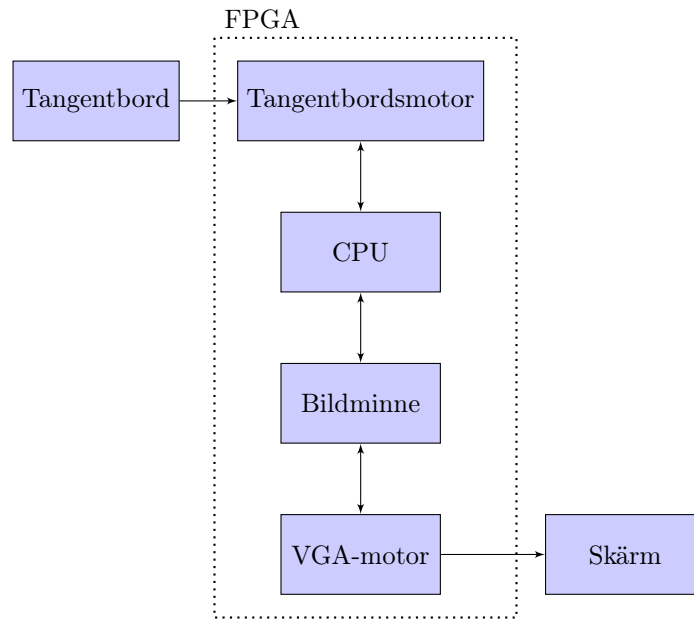 FPGA
Tangentbord
Tangentbordsmotor
CPU
Bildminne
VGA-motor
Skärm